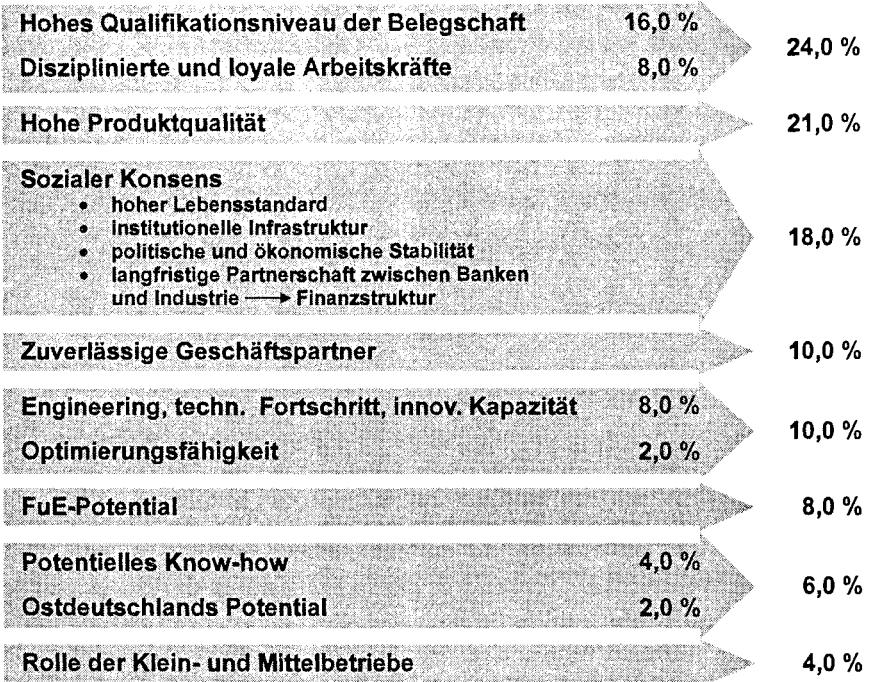 Hohes Qualifikationsniveau der Belegschaft 16,0 %
24,0 %
Disziplinierte und loyale Arbeitskräfte 8,0 %
Hohe Produktqualität 21,0 %
Sozialer Konsens
• hoher Lebensstandard
• institutionelle Infrastruktur
18,0 %
• politische und ökonomische Stabilität
• langfristige Partnerschaft zwischen Banken
und Industrie → Finanzstruktur
Zuverlässige Geschäftspartner 10,0 %
Engineering, techn. Fortschritt, innov. Kapazität 8,0 %
10,0 %
Optimierungsfähigkeit 2,0 %
FuE-Potential 8,0 %
Potentielles Know-how 4,0 %
6,0 %
Ostdeutschlands Potential 2,0 %
Rolle der Klein- und Mittelbetriebe 4,0 %